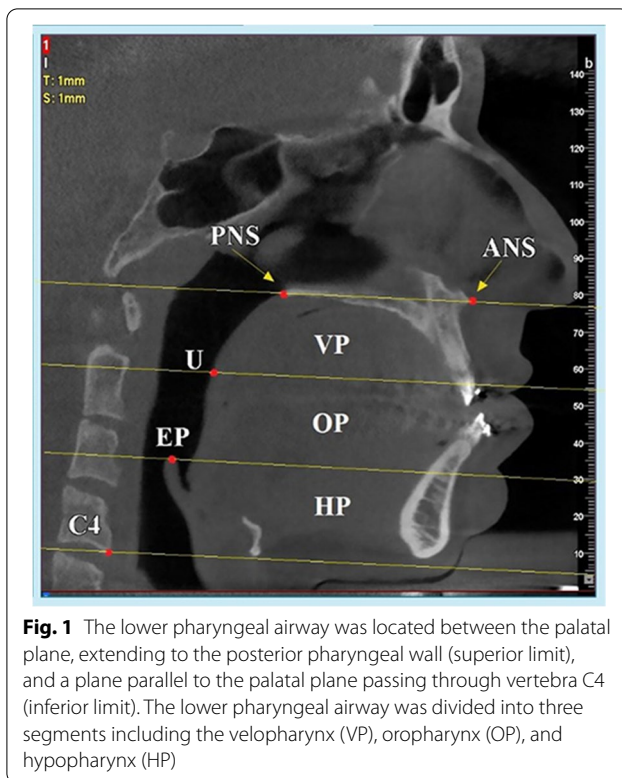 1
I
T: 1mm
S: 1mm
b
140
130
120
110
100
90
80
70
60
50
40
30
20
10
PNS
ANS
VP
U
OP
EP
HP
C4
Fig. 1 The lower pharyngeal airway was located between the palatal
plane, extending to the posterior pharyngeal wall (superior limit),
and a plane parallel to the palatal plane passing through vertebra C4
(inferior limit). The lower pharyngeal airway was divided into three
segments including the velopharynx (VP), oropharynx (OP), and
hypopharynx (HP)